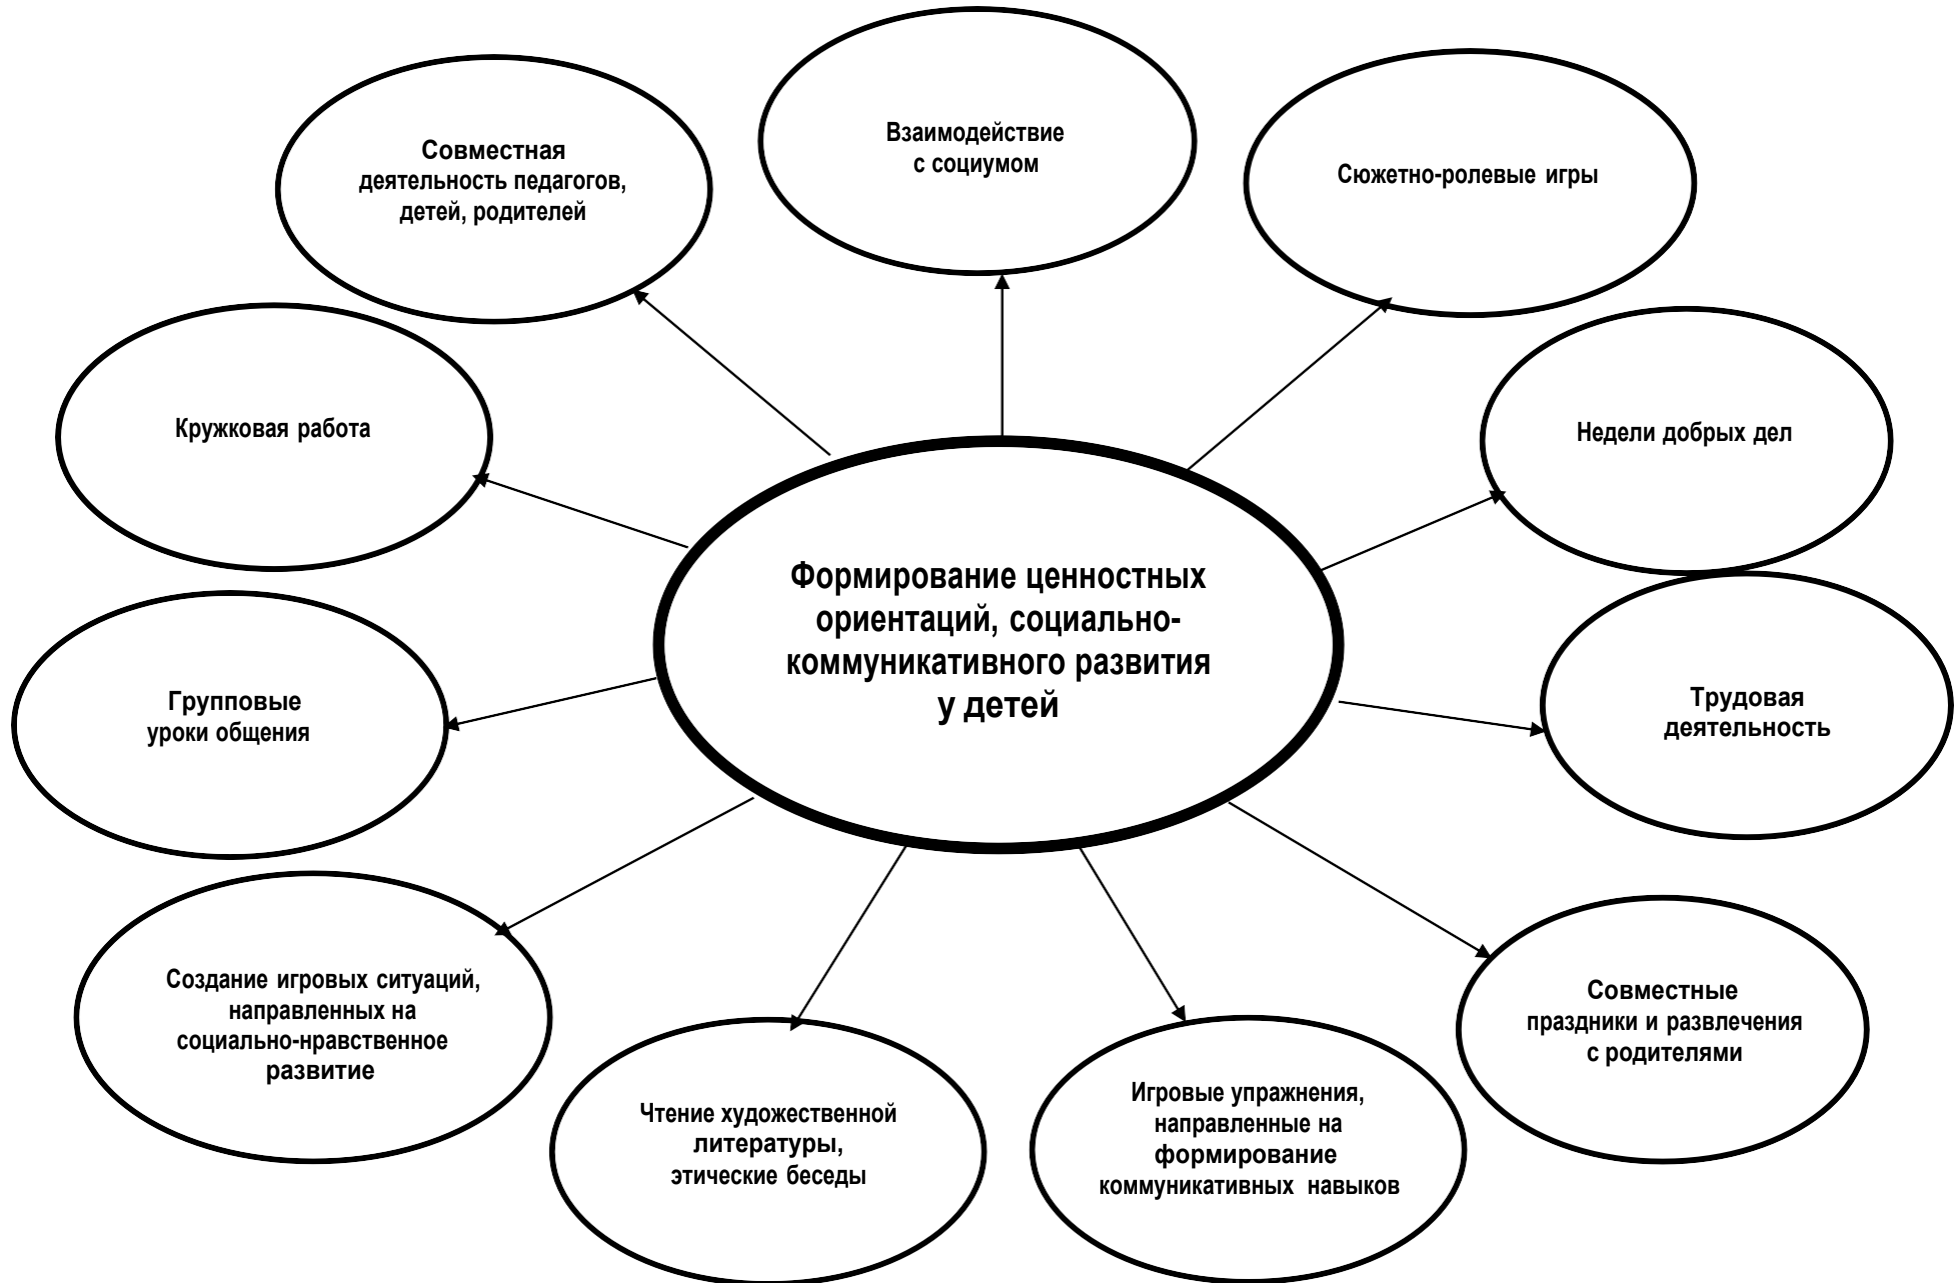 Взаимодействие
с социумом
Совместная
деятельность педагогов,
детей, родителей
Сюжетно-ролевые игры
Кружковая работа
Недели добрых дел
Формирование ценностных
ориентаций, социально-
коммуникативного развития
у детей
Групповые
уроки общения
Трудовая
деятельность
Создание игровых ситуаций,
направленных на
социально-нравственное
развитие
Совместные
праздники и развлечения
с родителями
Чтение художественной
литературы,
этические беседы
Игровые упражнения,
направленные на
формирование
коммуникативных навыков